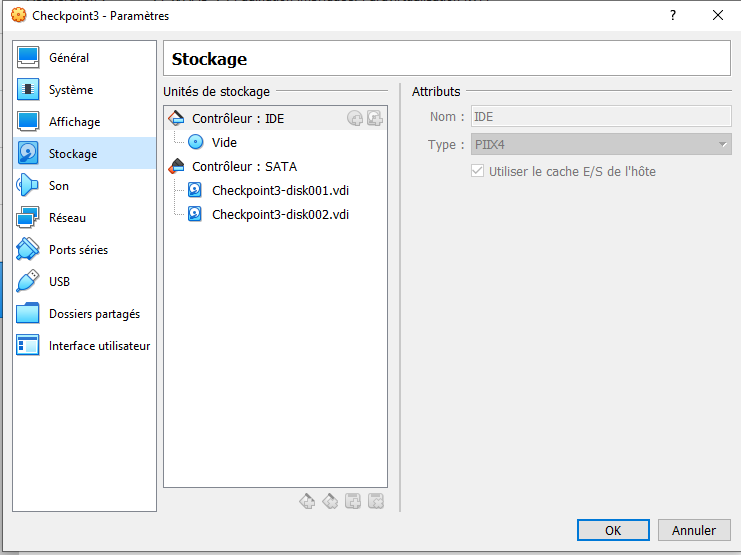 Checkpoint3 - Paramètres
?
Général
Système
Affichage
Stockage
Son
Réseau
Ports séries
USB
Dossiers partagés
Interface utilisateur
Stockage
Unités de stockage
Contrôleur : IDE
Vide
Contrôleur : SATA
Checkpoint3-disk001.vdi
Checkpoint3-disk002.vdi
Attributs
Nom : IDE
Type : PIIX4
Utiliser le cache E/S de l'hôte
OK
Annuler